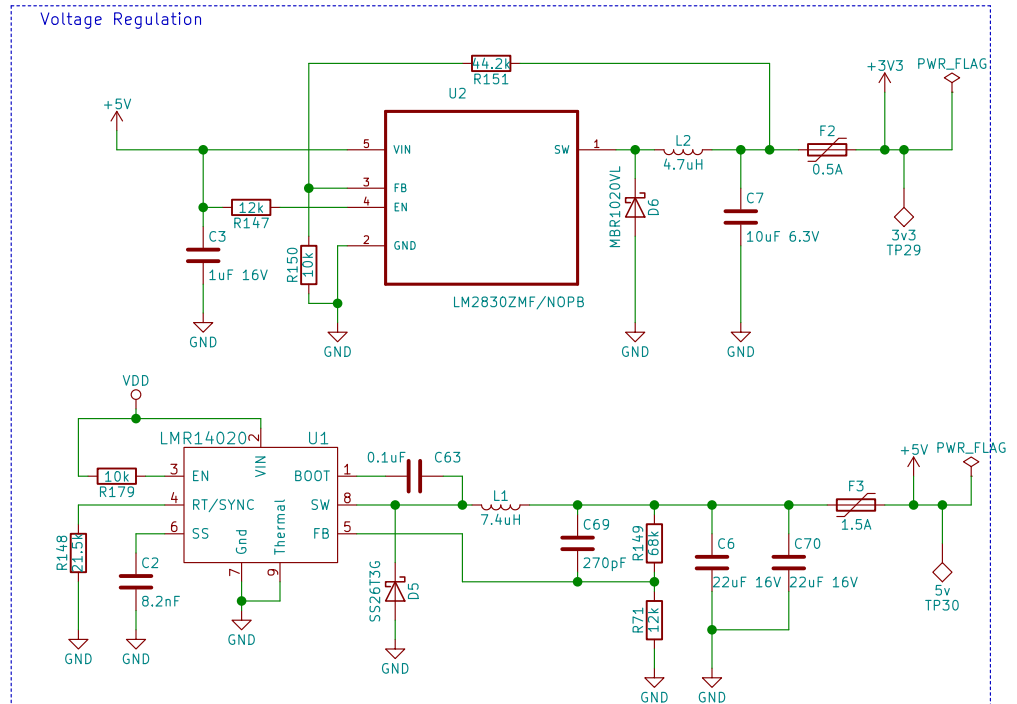 Voltage Regulation
44.2k
R151
+3V3
PWR_FLAG
U2
+5V
F2
0.5A
L2
4.7uH
5
VIN
SW
1
3
FB
4
EN
2
GND
12k
R147
C3
1uF 16V
R150
10k
MBR1020VL
D6
C7
10uF 6.3V
3v3
TP29
LM2830ZMF/NOPB
GND
GND
GND
GND
VDD
LMR14020
U1
2
VIN
0.1uF
C63
+5V
PWR_FLAG
10k
R179
3
EN
BOOT
1
L1
7.4uH
F3
1.5A
4
RT/SYNC
SW
8
6
SS
FB
5
Gnd
Thermal
7
9
R148
21.5k
C2
8.2nF
SS26T3G
D5
C69
270pF
R149
68k
C6
22uF 16V
C70
22uF 16V
5v
TP30
R71
12k
GND
GND
GND
GND
GND
GND